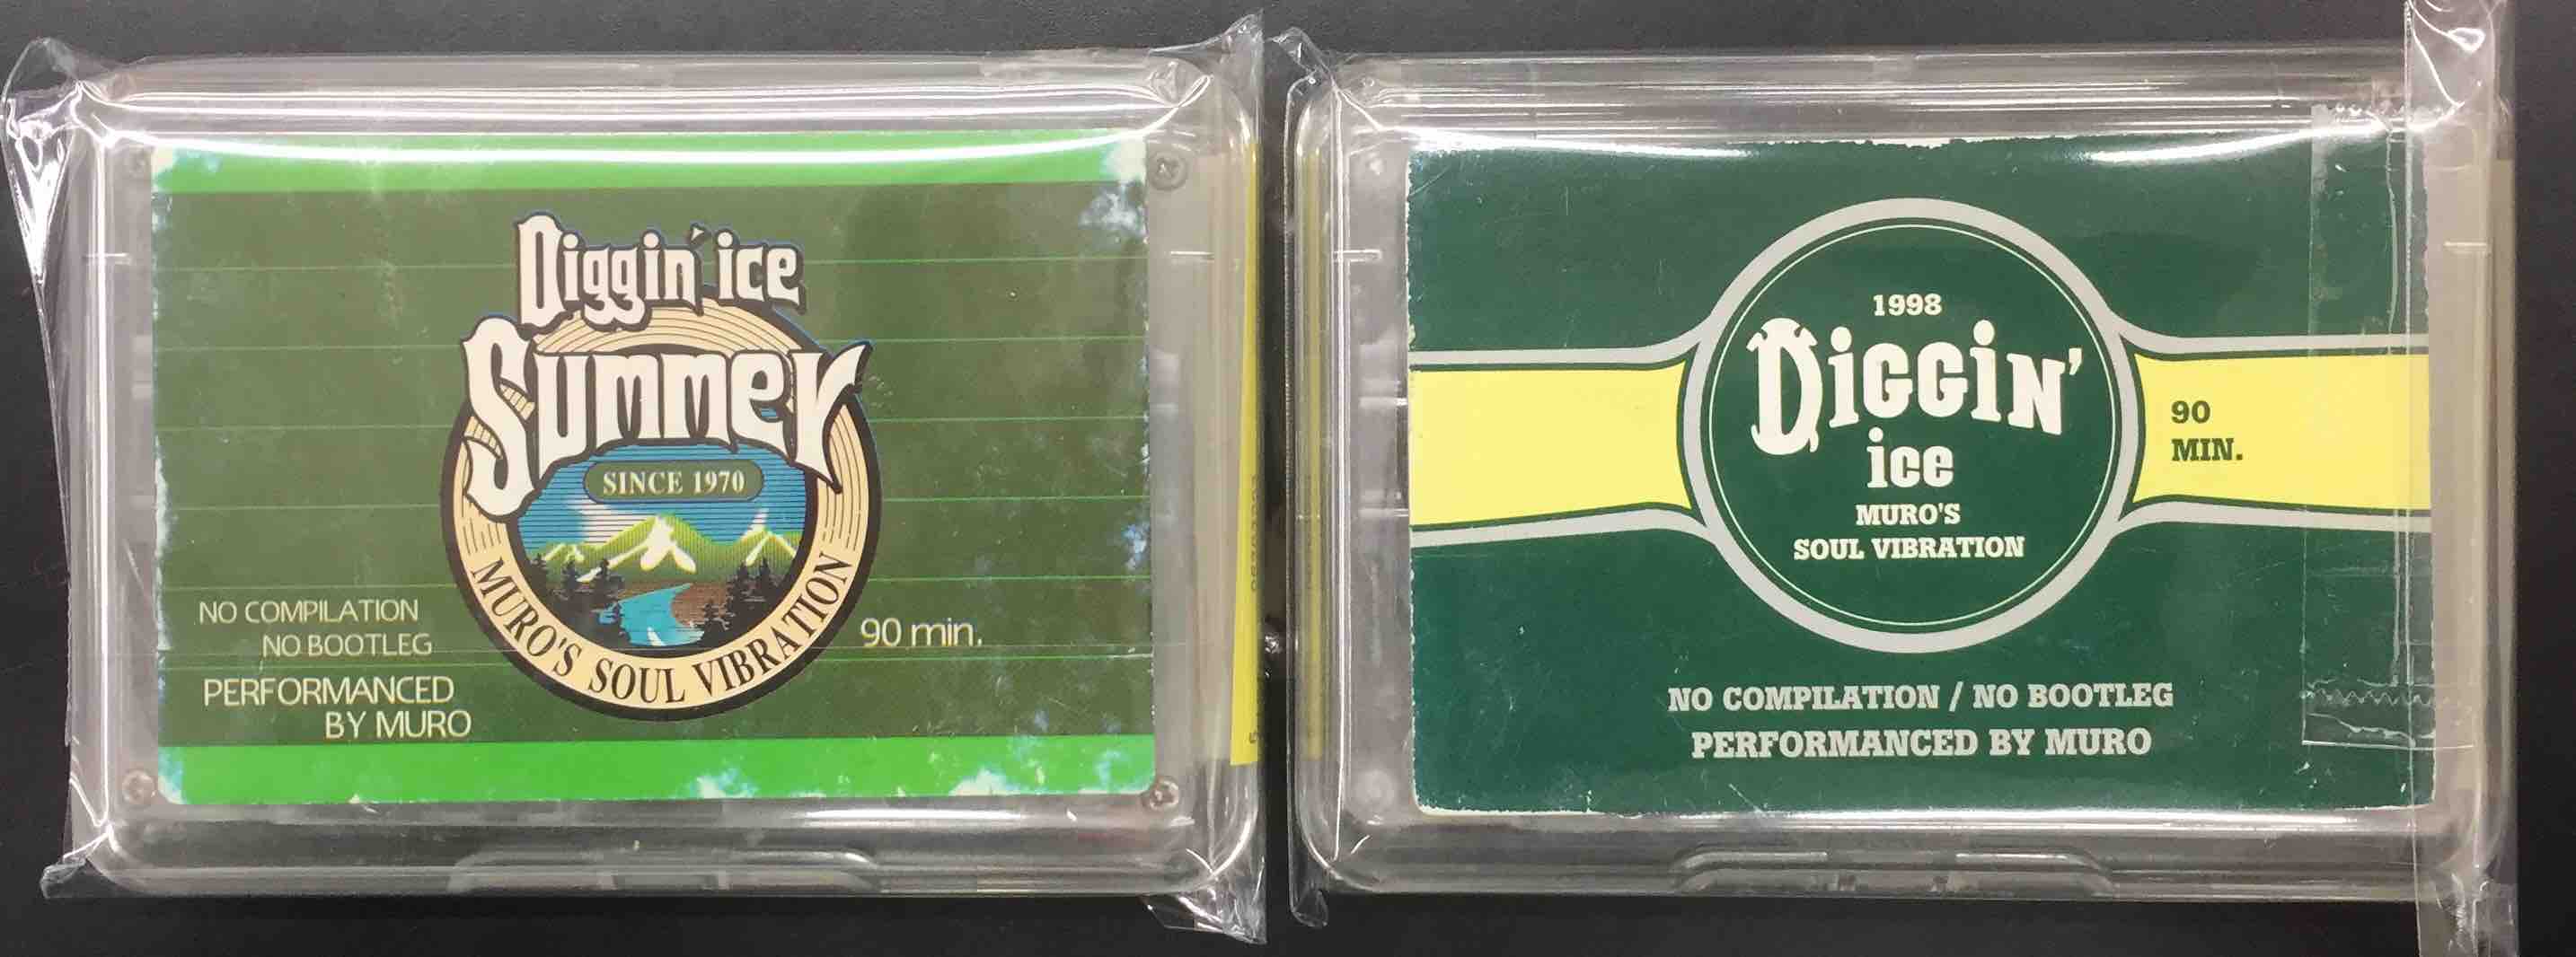 Diggin' ice
Summer
SINCE 1970
MURO'S SOUL VIBRATION
NO COMPILATION
NO BOOTLEG
PERFORMANCED
BY MURO
90 min.
1998
DiGGiN'
ice
MURO'S
SOUL VIBRATION
90
MIN.
NO COMPILATION / NO BOOTLEG
PERFORMANCED BY MURO